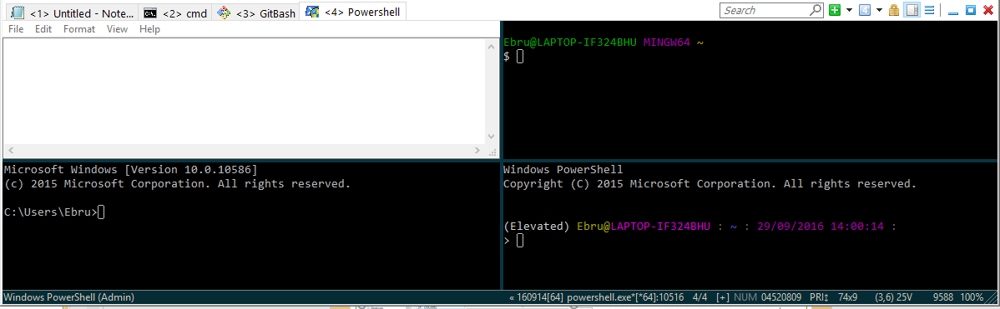 <1> Untitled - Note... <2> cmd <3> GitBash <4> Powershell Search
File Edit Format View Help
Ebru@LAPTOP-IF324BHU MINGW64 ~
$
Microsoft Windows [Version 10.0.10586]
(c) 2015 Microsoft Corporation. All rights reserved.
C:\Users\Ebru>
Windows PowerShell
Copyright (C) 2015 Microsoft Corporation. All rights reserved.
(Elevated) Ebru@LAPTOP-IF324BHU : ~ : 29/09/2016 14:00:14 :
>
Windows PowerShell (Admin) « 160914[64] powershell.exe*[*64]:10516 4/4 [+] NUM 04520809 PRI↕ 74x9 (3,6) 25V 9588 100%